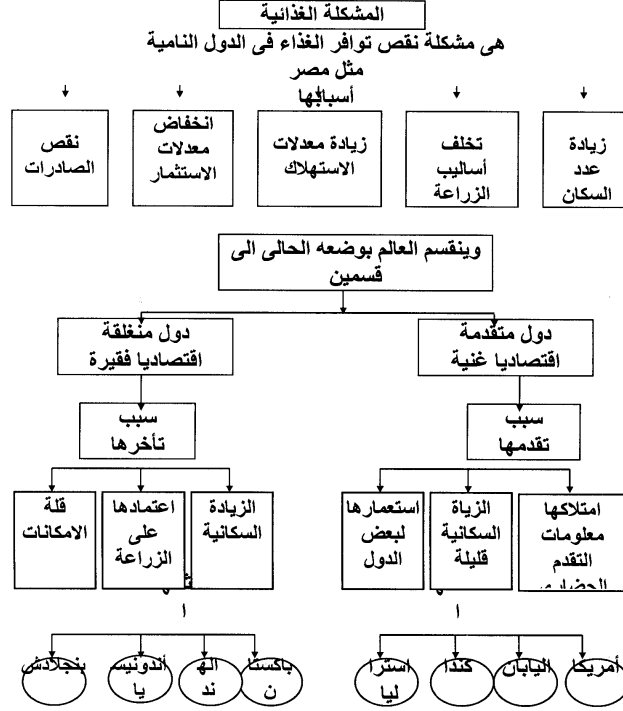 المشكلة الغذائية
هى مشكلة نقص توافر الغذاء فى الدول النامية
مثل مصر
أسبابها
زيادة
عدد
السكان
تخلف
أساليب
الزراعة
زيادة معدلات
الاستهلاك
انخفاض
معدلات
الاستثمار
نقص
الصادرات
وينقسم العالم بوضعه الحالى الى
قسمين
دول متقدمة
اقتصاديا غنية
دول منغلقة
اقتصاديا فقيرة
سبب
تقدمها
سبب
تأخرها
امتلاكها
معلومات
التقدم
الحضارى
الزياة
السكانية
قليلة
استعمارها
لبعض
الدول
الزيادة
السكانية
اعتمادها
على
الزراعة
قلة
الامكانات
ا
ا
أمريكا
اليابان
كندا
استرا
ليا
باكستا
ن
اله
ند
أندونيس
يا
بنجلادش